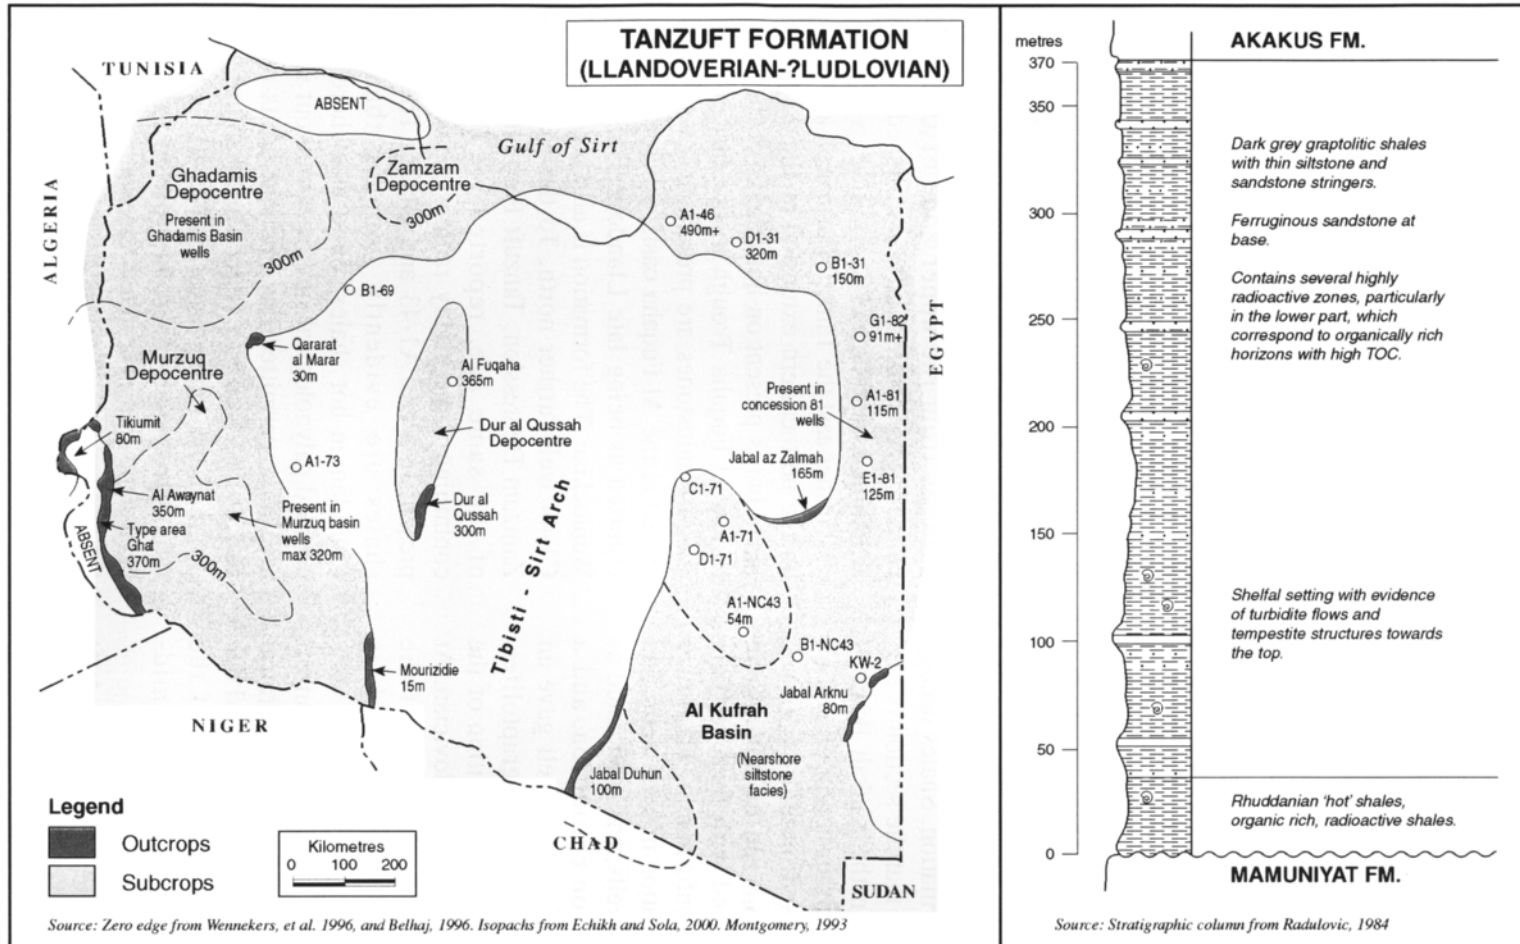 TANZUFT FORMATION
(LLANDOVERIAN-?LUDLOVIAN)
TUNISIA
ABSENT
Gulf of Sirt
ALGERIA
Ghadamis
Depocentre
Present in
Ghadamis Basin
wells
300m
Zamzam
Depocentre
300m
A1-46
490m+
D1-31
320m
B1-31
150m
G1-82
91m+
EGYPT
B1-69
Qararat
al Marar
30m
Murzuq
Depocentre
Al Fuqaha
365m
Dur al Qussah
Depocentre
Present in
concession 81
wells
A1-81
115m
Jabal az Zalmah
165m
E1-81
125m
Tikiumit
80m
A1-73
Al Awaynat
350m
Type area
Ghat
370m
ABSENT
300m
Present in
Murzuq basin
wells
max 320m
Dur al
Qussah
300m
Tibisti - Sirt Arch
C1-71
A1-71
D1-71
A1-NC43
54m
B1-NC43
KW-2
Jabal Arknu
80m
Mourizidie
15m
NIGER
Al Kufrah
Basin
(Nearshore
siltstone
facies)
Jabal Duhun
100m
CHAD
SUDAN
Legend
Outcrops
Subcrops
Kilometres
0 100 200
Source: Zero edge from Wennekers, et al. 1996, and Belhaj, 1996. Isopachs from Echikh and Sola, 2000. Montgomery, 1993
metres
370
350
300
250
200
150
100
50
0
AKAKUS FM.
Dark grey graptolitic shales
with thin siltstone and
sandstone stringers.
Ferruginous sandstone at
base.
Contains several highly
radioactive zones, particularly
in the lower part, which
correspond to organically rich
horizons with high TOC.
Shelfal setting with evidence
of turbidite flows and
tempestite structures towards
the top.
Rhuddanian 'hot' shales,
organic rich, radioactive shales.
MAMUNIYAT FM.
Source: Stratigraphic column from Radulovic, 1984